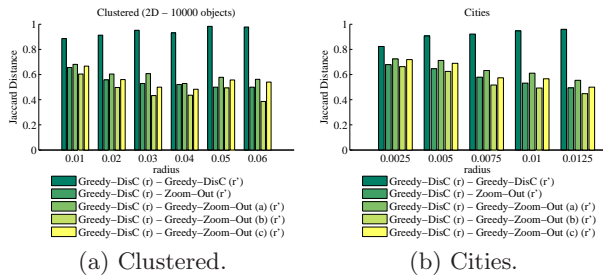 Clustered (2D – 10000 objects)
Jaccard Distance
1
0.8
0.6
0.4
0.2
0
0.01 0.02 0.03 0.04 0.05 0.06
radius
Greedy–DisC (r) – Greedy–DisC (r')
Greedy–DisC (r) – Zoom–Out (r')
Greedy–DisC (r) – Greedy–Zoom–Out (a) (r')
Greedy–DisC (r) – Greedy–Zoom–Out (b) (r')
Greedy–DisC (r) – Greedy–Zoom–Out (c) (r')
(a) Clustered.
Cities
Jaccard Distance
1
0.8
0.6
0.4
0.2
0
0.0025 0.005 0.0075 0.01 0.0125
radius
Greedy–DisC (r) – Greedy–DisC (r')
Greedy–DisC (r) – Zoom–Out (r')
Greedy–DisC (r) – Greedy–Zoom–Out (a) (r')
Greedy–DisC (r) – Greedy–Zoom–Out (b) (r')
Greedy–DisC (r) – Greedy–Zoom–Out (c) (r')
(b) Cities.